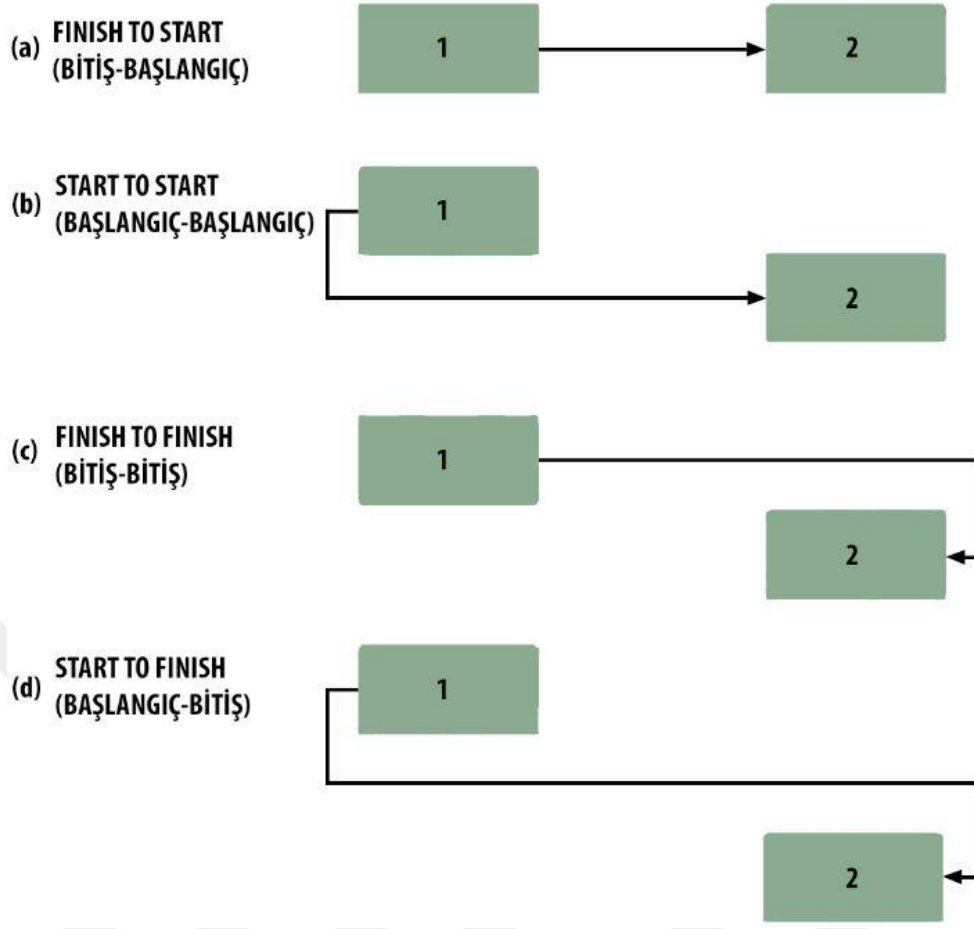 (a) FINISH TO START
(BİTİŞ-BAŞLANGIÇ)
1
2
(b) START TO START
(BAŞLANGIÇ-BAŞLANGIÇ)
1
2
(c) FINISH TO FINISH
(BİTİŞ-BİTİŞ)
1
2
(d) START TO FINISH
(BAŞLANGIÇ-BİTİŞ)
1
2